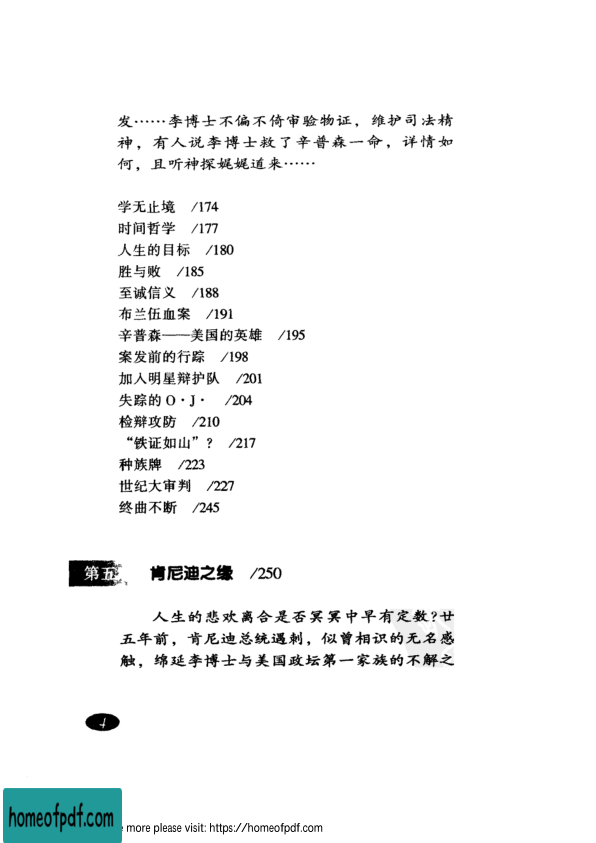 发……李博士不偏不倚审验物证，维护司法精
神，有人说李博士救了辛普森一命，详情如
何，且听神探娓娓道来……
学无止境 /174
时间哲学 /177
人生的目标 /180
胜与败 /185
至诚信义 /188
布兰伍血案 /191
辛普森——美国的英雄 /195
案发前的行踪 /198
加入明星辩护队 /201
失踪的O·J· /204
检辩攻防 /210
“铁证如山”？ /217
种族牌 /223
世纪大审判 /227
终曲不断 /245
第五 肯尼迪之缘 /250
人生的悲欢离合是否冥冥中早有定数?廿
五年前，肯尼迪总统遇刺，似曾相识的无名感
触，绵延李博士与美国政坛第一家族的不解之
4
homeofpdf.com
more please visit: https://homeofpdf.com